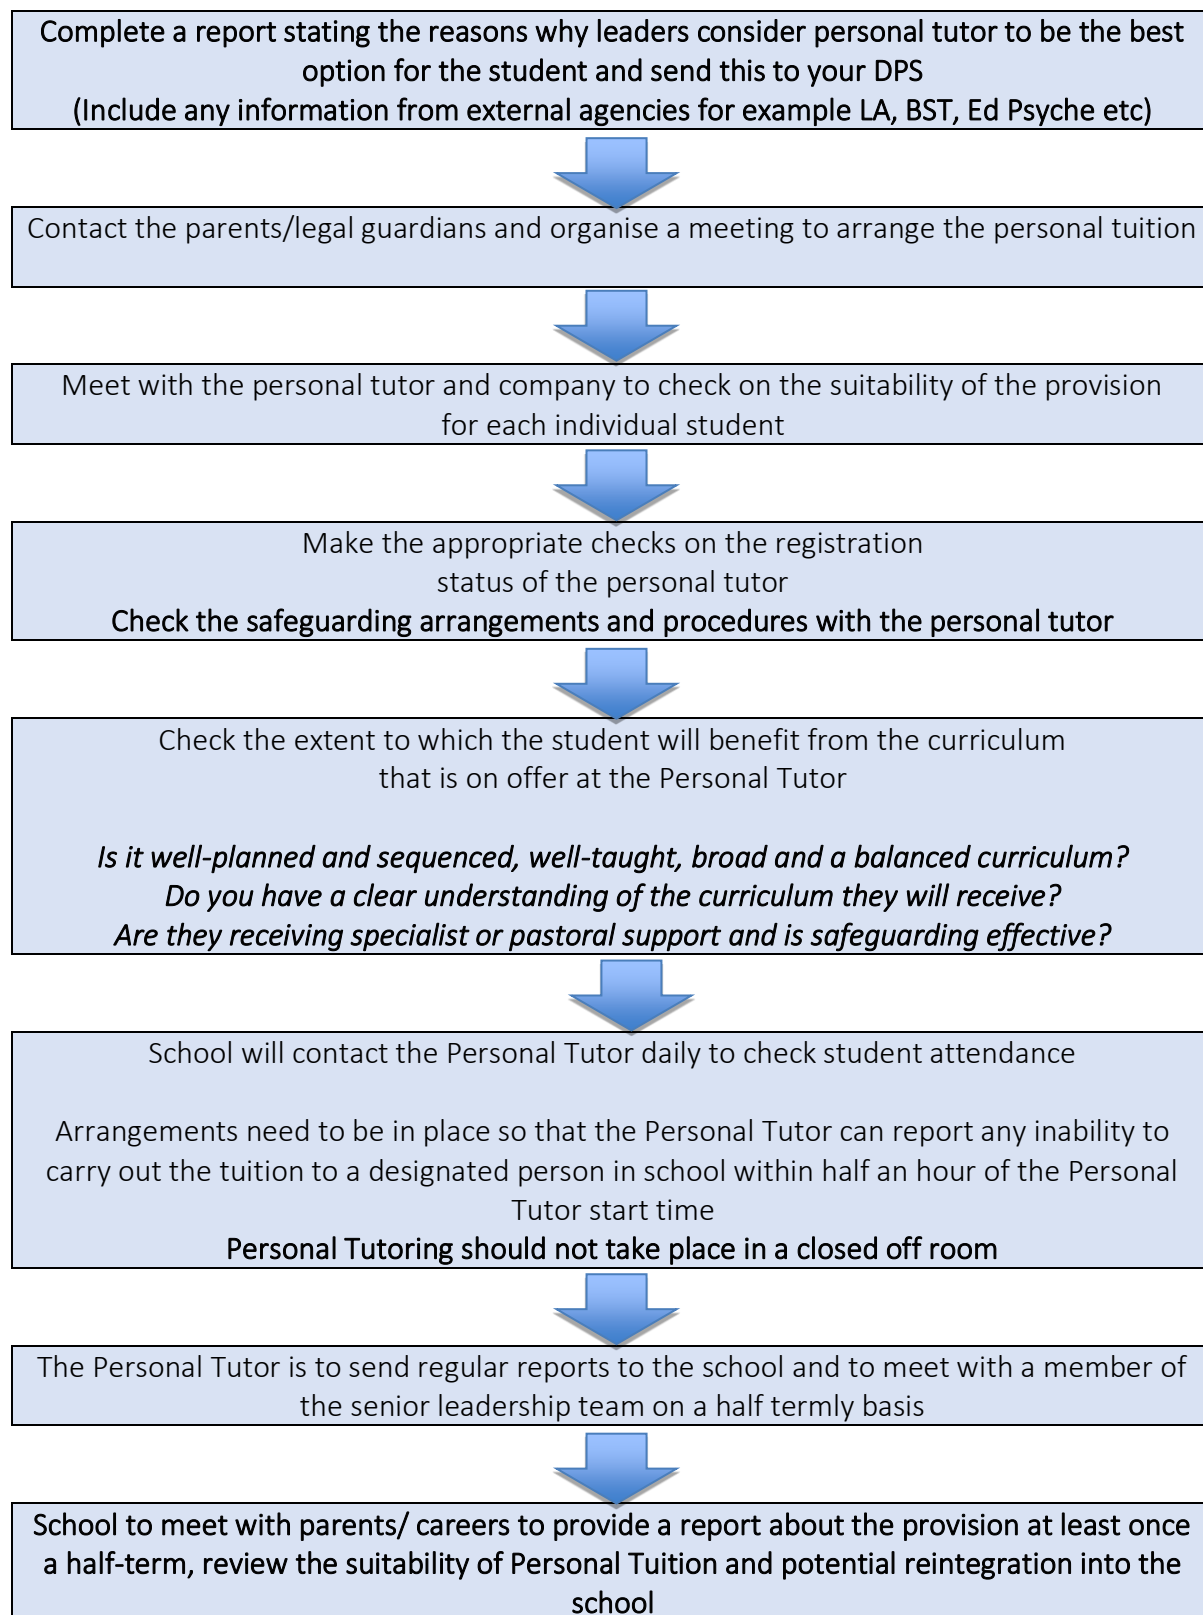 Complete a report stating the reasons why leaders consider personal tutor to be the best
option for the student and send this to your DPS
(Include any information from external agencies for example LA, BST, Ed Psyche etc)
Contact the parents/legal guardians and organise a meeting to arrange the personal tuition
Meet with the personal tutor and company to check on the suitability of the provision
for each individual student
Make the appropriate checks on the registration
status of the personal tutor
Check the safeguarding arrangements and procedures with the personal tutor
Check the extent to which the student will benefit from the curriculum
that is on offer at the Personal Tutor
Is it well-planned and sequenced, well-taught, broad and a balanced curriculum?
Do you have a clear understanding of the curriculum they will receive?
Are they receiving specialist or pastoral support and is safeguarding effective?
School will contact the Personal Tutor daily to check student attendance
Arrangements need to be in place so that the Personal Tutor can report any inability to
carry out the tuition to a designated person in school within half an hour of the Personal
Tutor start time
Personal Tutoring should not take place in a closed off room
The Personal Tutor is to send regular reports to the school and to meet with a member of
the senior leadership team on a half termly basis
School to meet with parents/ careers to provide a report about the provision at least once
a half-term, review the suitability of Personal Tuition and potential reintegration into the
school